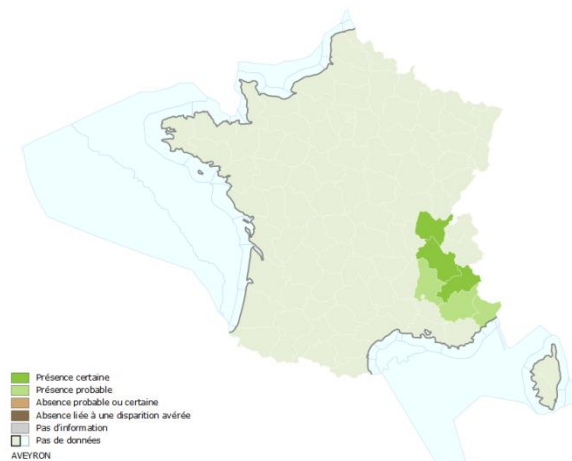 Présence certaine
Présence probable
Absence probable ou certaine
Absence liée à une disparition avérée
Pas d'information
Pas de données
AVEYRON